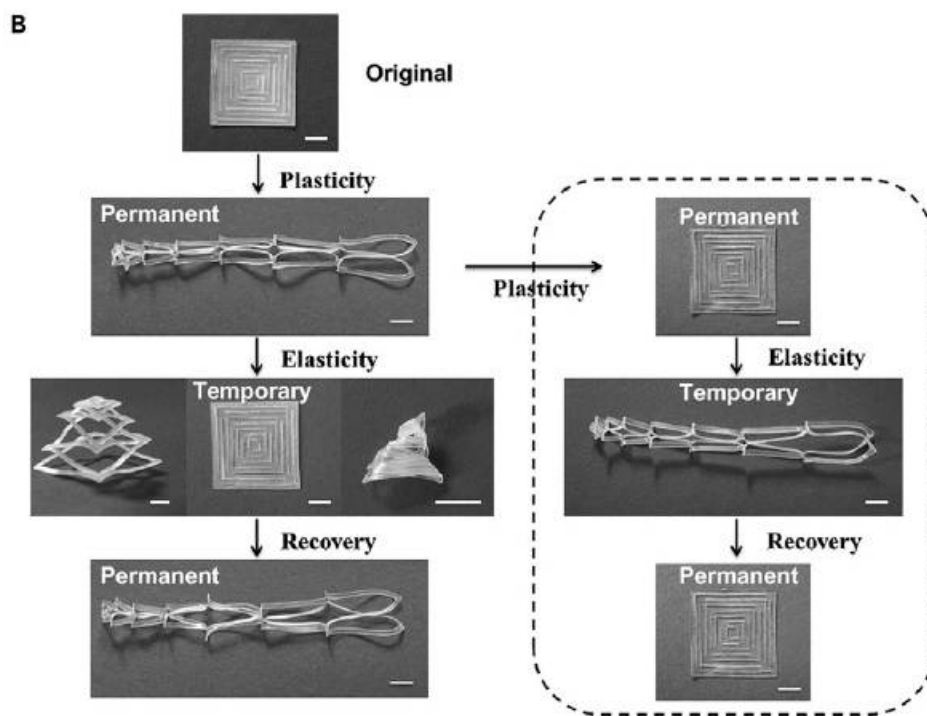 B
Original
Plasticity
Permanent
Plasticity
Permanent
Elasticity
Elasticity
Temporary
Temporary
Recovery
Recovery
Permanent
Permanent